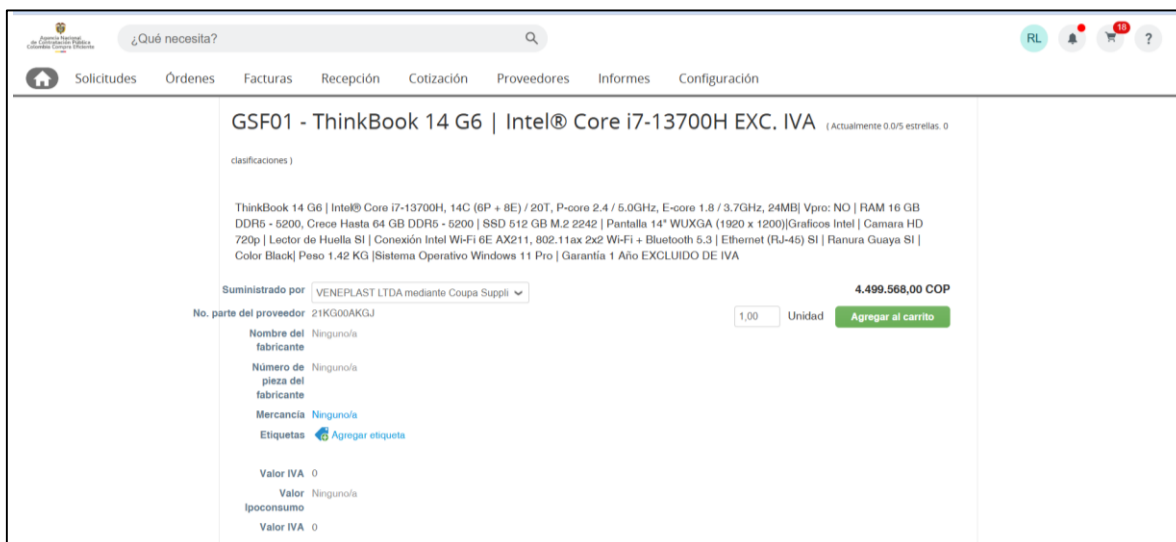 Agencia Nacional
de Contratación Pública
Colombia Compra Eficiente
¿Qué necesita?
RL
18
?
Solicitudes Órdenes Facturas Recepción Cotización Proveedores Informes Configuración
GSF01 - ThinkBook 14 G6 | Intel® Core i7-13700H EXC. IVA ( Actualmente 0.0/5 estrellas. 0
clasificaciones )
ThinkBook 14 G6 | Intel® Core i7-13700H, 14C (6P + 8E) / 20T, P-core 2.4 / 5.0GHz, E-core 1.8 / 3.7GHz, 24MB| Vpro: NO | RAM 16 GB
DDR5 - 5200, Crece Hasta 64 GB DDR5 - 5200 | SSD 512 GB M.2 2242 | Pantalla 14" WUXGA (1920 x 1200)|Graficos Intel | Camara HD
720p | Lector de Huella SI | Conexión Intel Wi-Fi 6E AX211, 802.11ax 2x2 Wi-Fi + Bluetooth 5.3 | Ethernet (RJ-45) SI | Ranura Guaya SI |
Color Black| Peso 1.42 KG |Sistema Operativo Windows 11 Pro | Garantía 1 Año EXCLUIDO DE IVA
Suministrado por VENEPLAST LTDA mediante Coupa Suppli 4.499.568,00 COP
No. parte del proveedor 21KG00AKGJ 1,00 Unidad Agregar al carrito
Nombre del Ninguno/a
fabricante
Número de Ninguno/a
pieza del
fabricante
Mercancía Ninguno/a
Etiquetas Agregar etiqueta
Valor IVA 0
Valor Ninguno/a
Ipoconsumo
Valor IVA 0